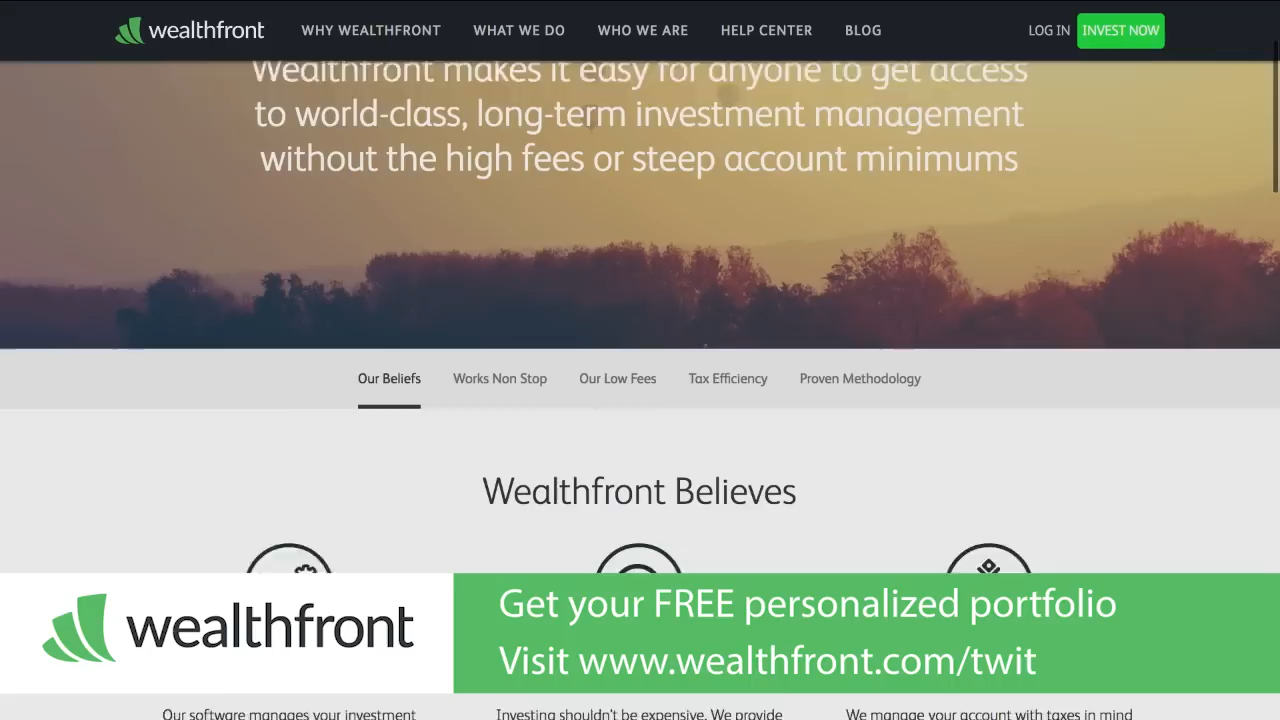 wealthfront
WHY WEALTHFRONT
WHAT WE DO
WHO WE ARE
HELP CENTER
BLOG
LOG IN
INVEST NOW
Wealthfront makes it easy for anyone to get access
to world-class, long-term investment management
without the high fees or steep account minimums
Our Beliefs
Works Non Stop
Our Low Fees
Tax Efficiency
Proven Methodology
Wealthfront Believes
wealthfront
Get your FREE personalized portfolio
Visit www.wealthfront.com/twit
Our software manages your investment
Investing shouldn't be expensive. We provide
We manage your account with taxes in mind